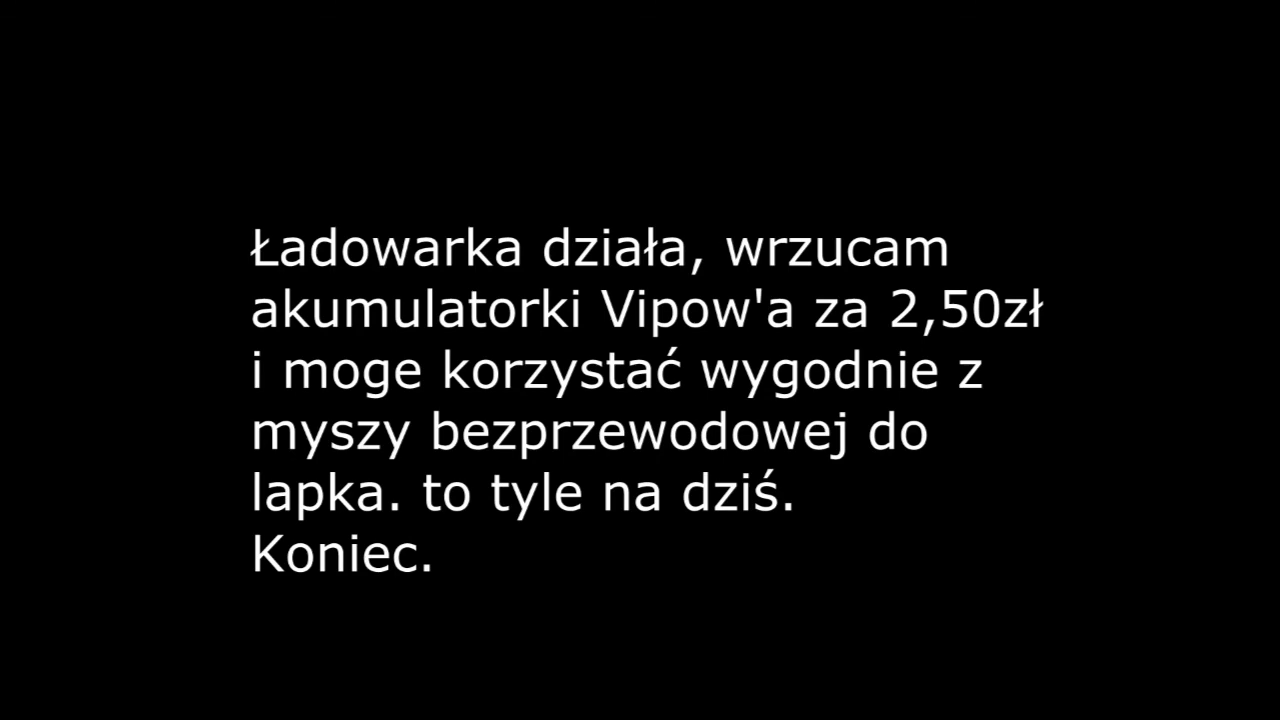 Ładowarka działa, wrzucam
akumulatorki Vipow'a za 2,50zł
i moge korzystać wygodnie z
myszy bezprzewodowej do
lapka. to tyle na dziś.
Koniec.